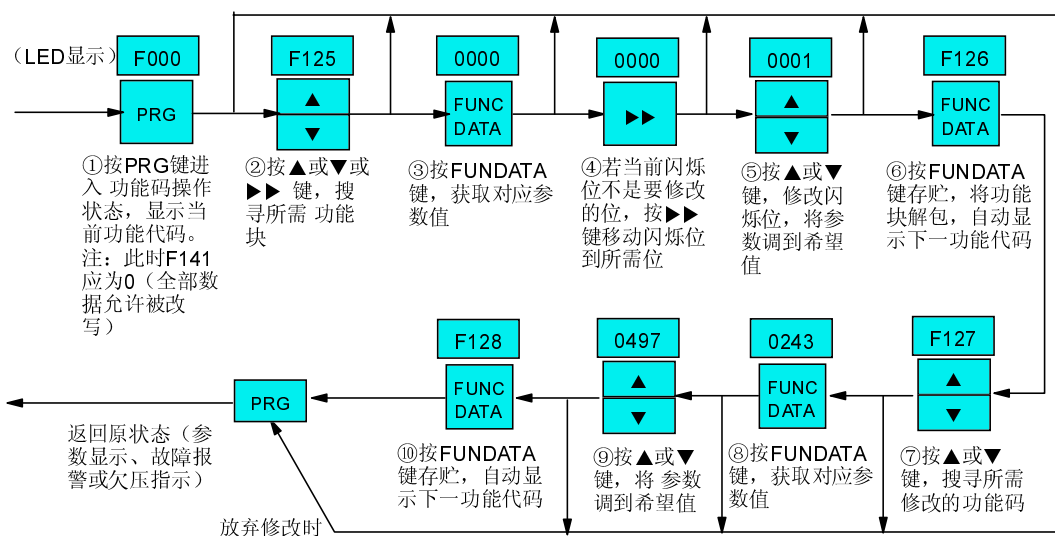 （LED显示）
F000
PRG
①按PRG键进
入 功能码操作
状态，显示当
前功能代码。
注：此时F141
应为0（全部数
据允许被改
写）
F125
▲
▼
②按▲或▼或
▶▶ 键，搜
寻所需 功能
块
0000
FUNC
DATA
③按FUNDATA
键，获取对应参
数值
0000
▶▶
④若当前闪烁
位不是要修改
的位，按▶▶
键移动闪烁位
到所需位
0001
▲
▼
⑤按▲或▼
键，修改闪
烁位，将参
数调到希望
值
F126
FUNC
DATA
⑥按FUNDATA
键存贮，将功能
块解包，自动显
示下一功能代码
F127
▲
▼
⑦按▲或▼
键，搜寻所需
修改的功能码
0243
FUNC
DATA
⑧按FUNDATA
键，获取对应参
数值
0497
▲
▼
⑨按▲或▼
键，将 参数
调到希望值
F128
FUNC
DATA
⑩按FUNDATA
键存贮，自动显
示下一功能代码
PRG
返回原状态（参
数显示、故障报
警或欠压指示）
放弃修改时